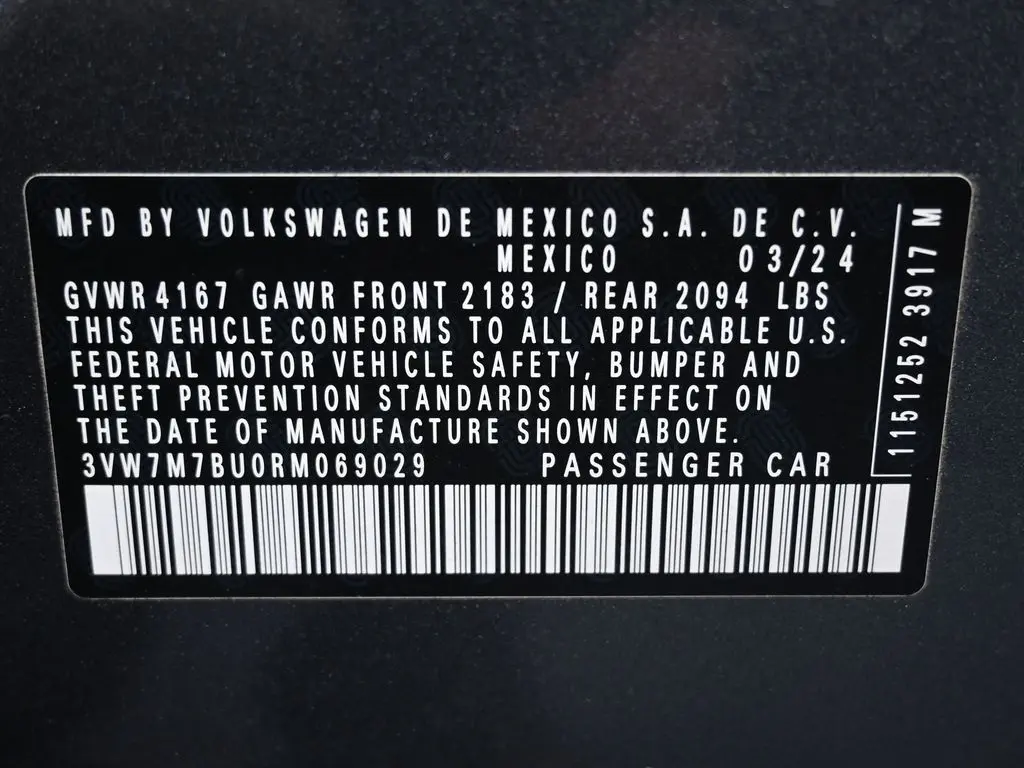 MFD BY VOLKSWAGEN DE MEXICO S.A. DE C.V.
MEXICO 03/24
GVWR 4167 GAWR FRONT 2183 / REAR 2094 LBS
THIS VEHICLE CONFORMS TO ALL APPLICABLE U.S.
FEDERAL MOTOR VEHICLE SAFETY, BUMPER AND
THEFT PREVENTION STANDARDS IN EFFECT ON
THE DATE OF MANUFACTURE SHOWN ABOVE.
3VW7M7BU0RM069029 PASSENGER CAR
1151252 3917 M